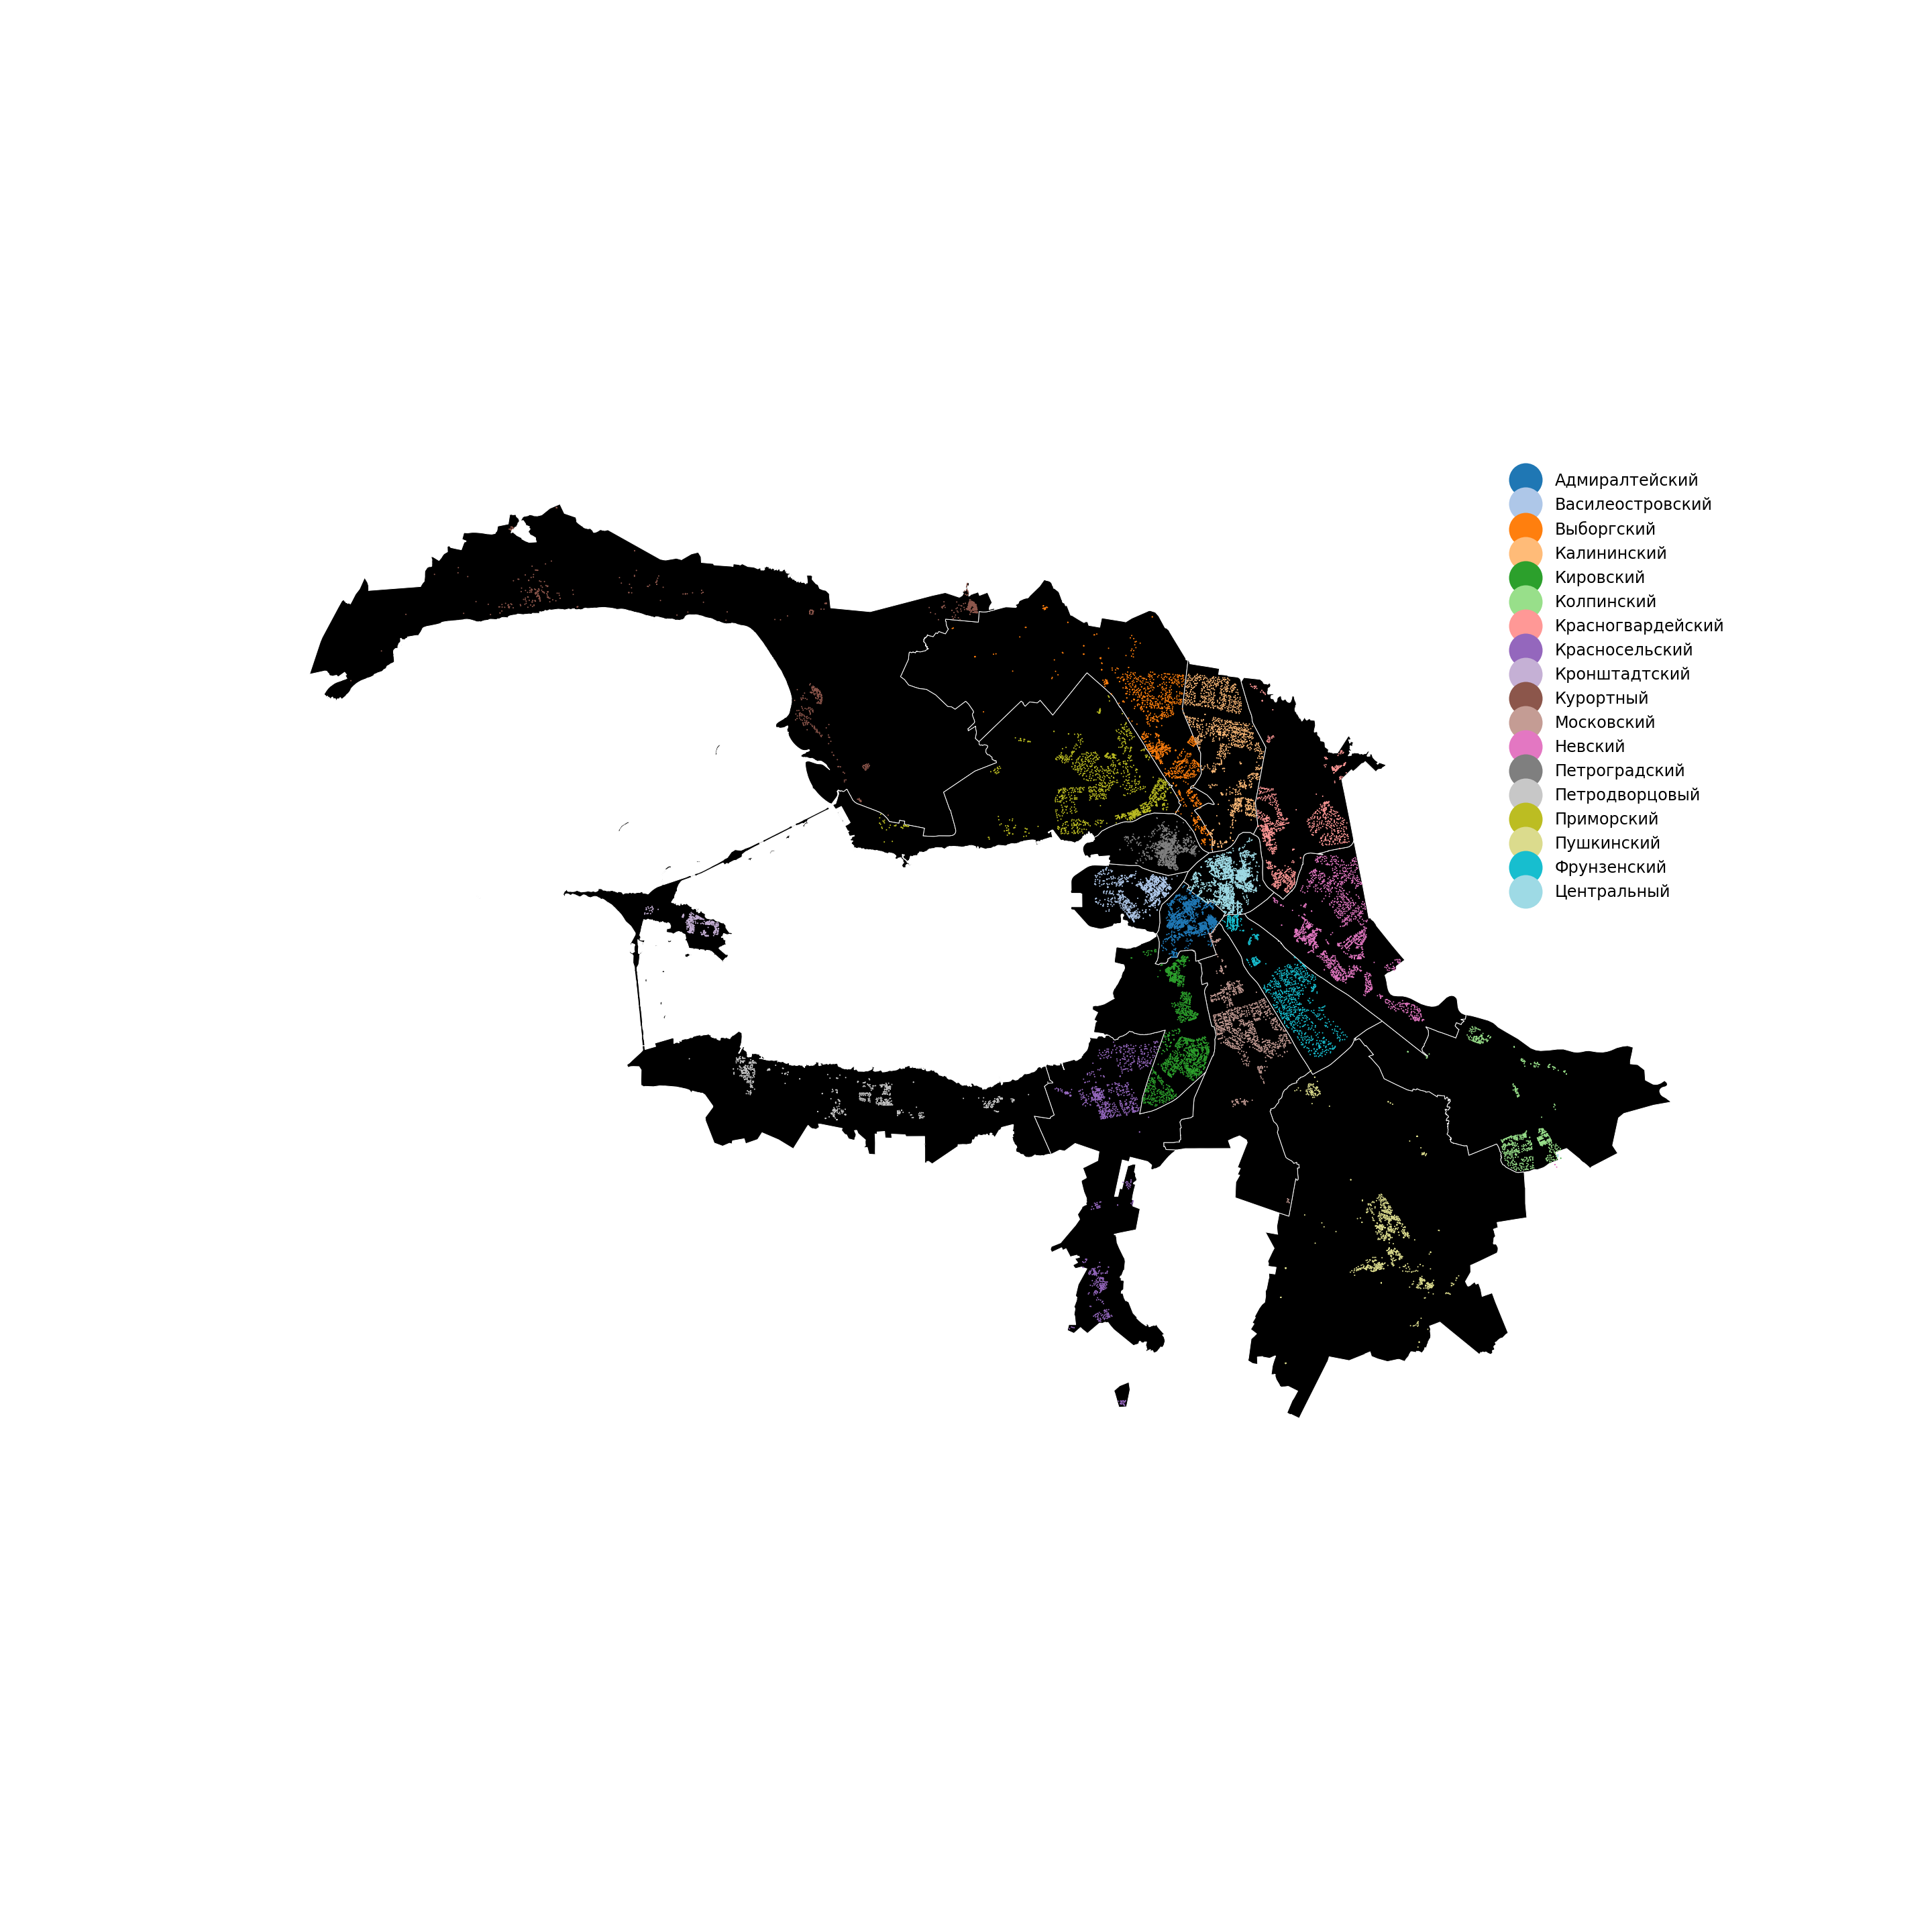 Адмиралтейский
Василеостровский
Выборгский
Калининский
Кировский
Колпинский
Красногвардейский
Красносельский
Кронштадтский
Курортный
Московский
Невский
Петроградский
Петродворцовый
Приморский
Пушкинский
Фрунзенский
Центральный